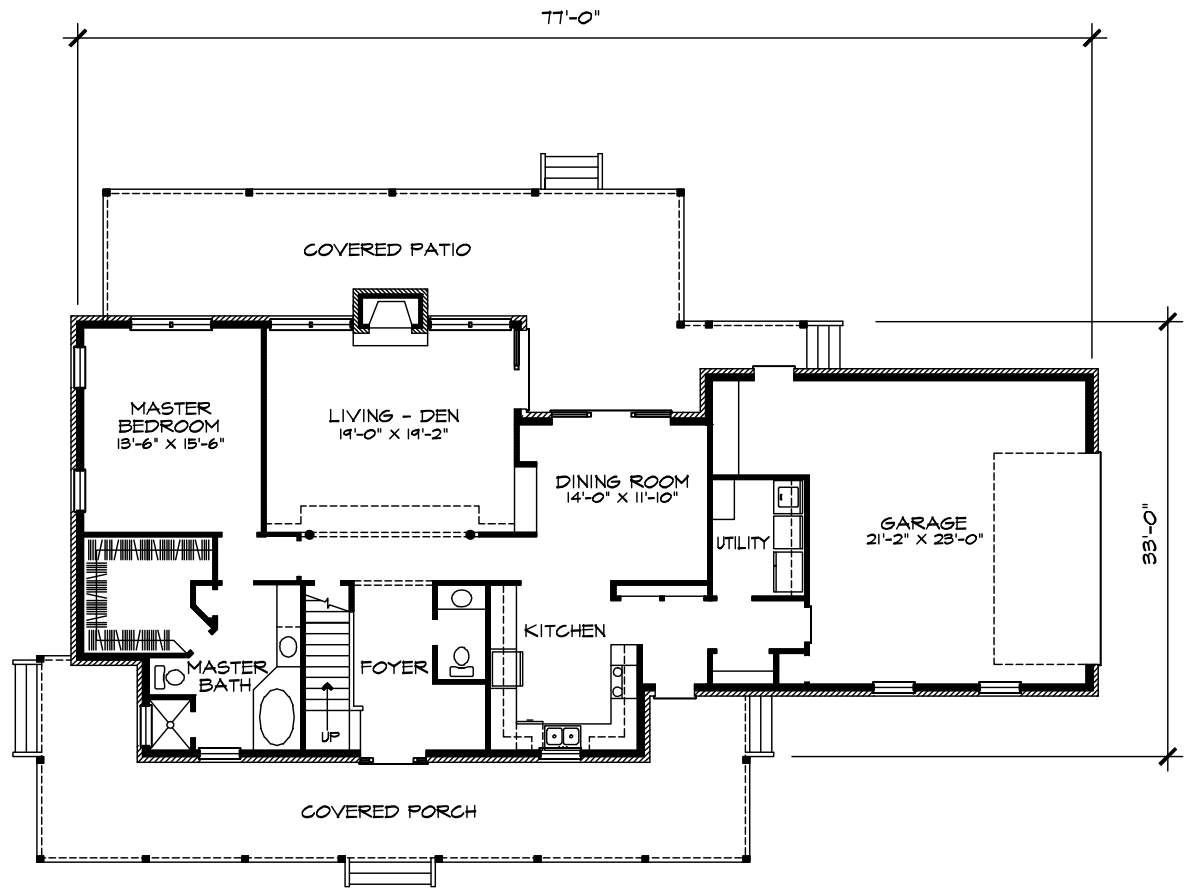 77'-0"
COVERED PATIO
MASTER
BEDROOM
13'-6" X 15'-6"
LIVING - DEN
19'-0" X 19'-2"
DINING ROOM
14'-0" X 11'-10"
UTILITY
GARAGE
21'-2" X 23'-0"
33'-0"
KITCHEN
MASTER
BATH
FOYER
UP
COVERED PORCH